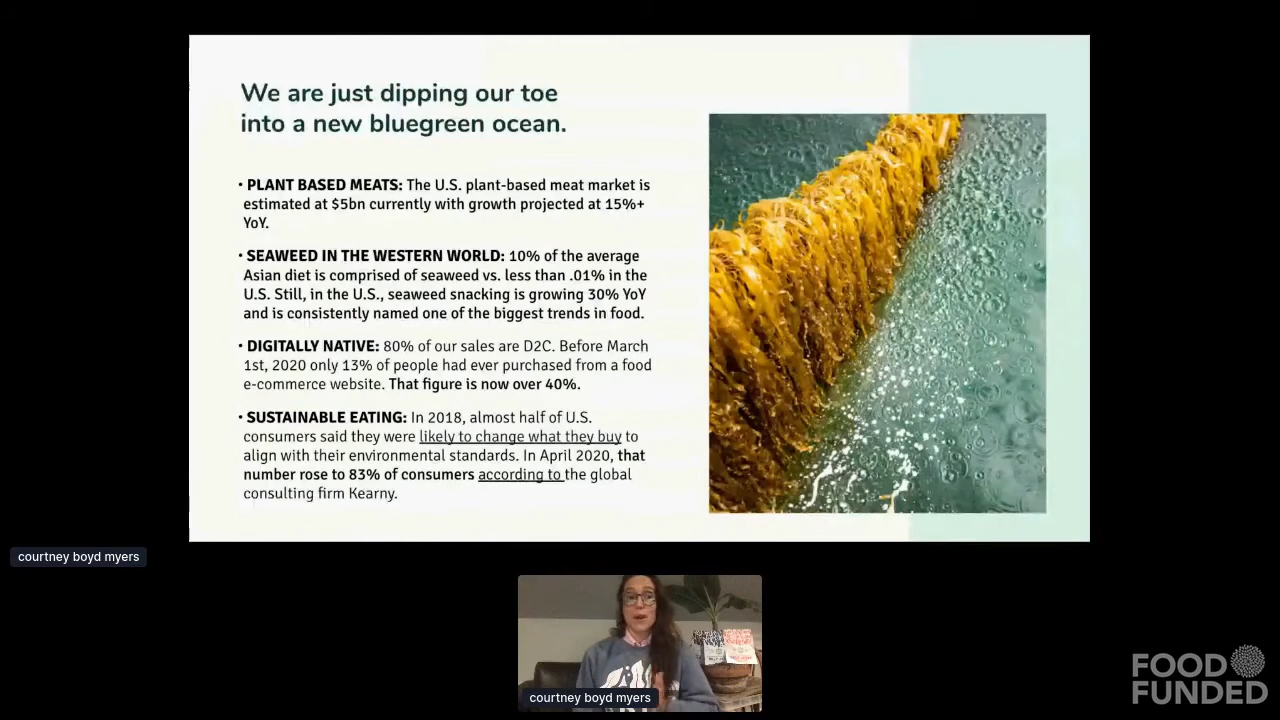 We are just dipping our toe
into a new bluegreen ocean.
• PLANT BASED MEATS: The U.S. plant-based meat market is
estimated at $5bn currently with growth projected at 15%+
YoY.
• SEAWEED IN THE WESTERN WORLD: 10% of the average
Asian diet is comprised of seaweed vs. less than .01% in the
U.S. Still, in the U.S., seaweed snacking is growing 30% YoY
and is consistently named one of the biggest trends in food.
• DIGITALLY NATIVE: 80% of our sales are D2C. Before March
1st, 2020 only 13% of people had ever purchased from a food
e-commerce website. That figure is now over 40%.
• SUSTAINABLE EATING: In 2018, almost half of U.S.
consumers said they were likely to change what they buy to
align with their environmental standards. In April 2020, that
number rose to 83% of consumers according to the global
consulting firm Kearny.
courtney boyd myers
courtney boyd myers
FOOD
FUNDED